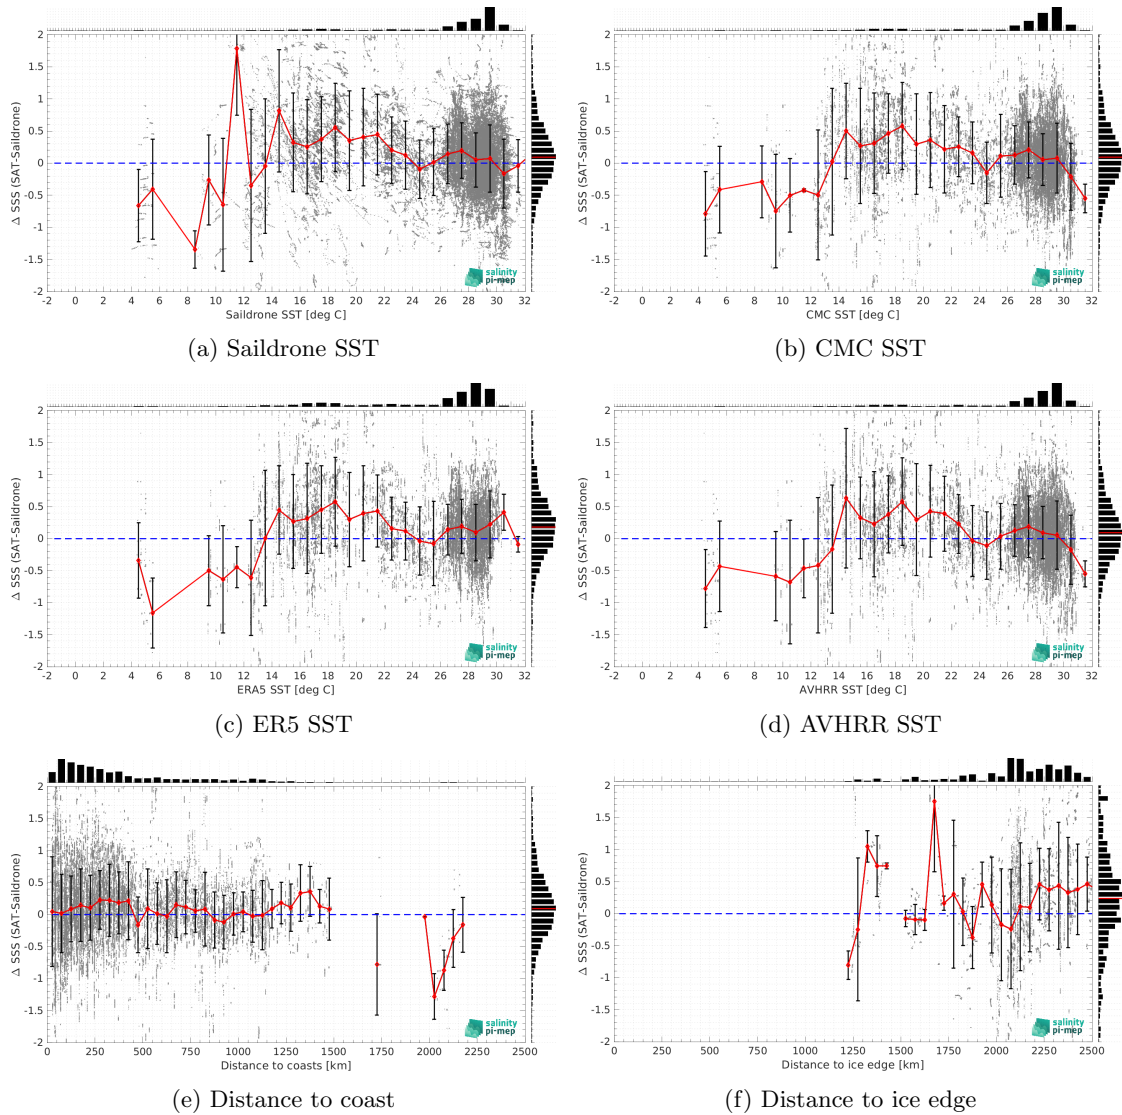 2
1.5
1
0.5
0
-0.5
-1
-1.5
-2
Δ SSS (SAT-Saildrone)
salinity
pi-mep
-2 0 2 4 6 8 10 12 14 16 18 20 22 24 26 28 30 32
Saildrone SST [deg C]
(a) Saildrone SST
2
1.5
1
0.5
0
-0.5
-1
-1.5
-2
Δ SSS (SAT-Saildrone)
salinity
pi-mep
-2 0 2 4 6 8 10 12 14 16 18 20 22 24 26 28 30 32
CMC SST [deg C]
(b) CMC SST
2
1.5
1
0.5
0
-0.5
-1
-1.5
-2
Δ SSS (SAT-Saildrone)
salinity
pi-mep
-2 0 2 4 6 8 10 12 14 16 18 20 22 24 26 28 30 32
ERA5 SST [deg C]
(c) ER5 SST
2
1.5
1
0.5
0
-0.5
-1
-1.5
-2
Δ SSS (SAT-Saildrone)
salinity
pi-mep
-2 0 2 4 6 8 10 12 14 16 18 20 22 24 26 28 30 32
AVHRR SST [deg C]
(d) AVHRR SST
2
1.5
1
0.5
0
-0.5
-1
-1.5
-2
Δ SSS (SAT-Saildrone)
salinity
pi-mep
0 250 500 750 1000 1250 1500 1750 2000 2250 2500
Distance to coasts [km]
(e) Distance to coast
2
1.5
1
0.5
0
-0.5
-1
-1.5
-2
Δ SSS (SAT-Saildrone)
salinity
pi-mep
0 250 500 750 1000 1250 1500 1750 2000 2250 2500
Distance to ice edge [km]
(f) Distance to ice edge